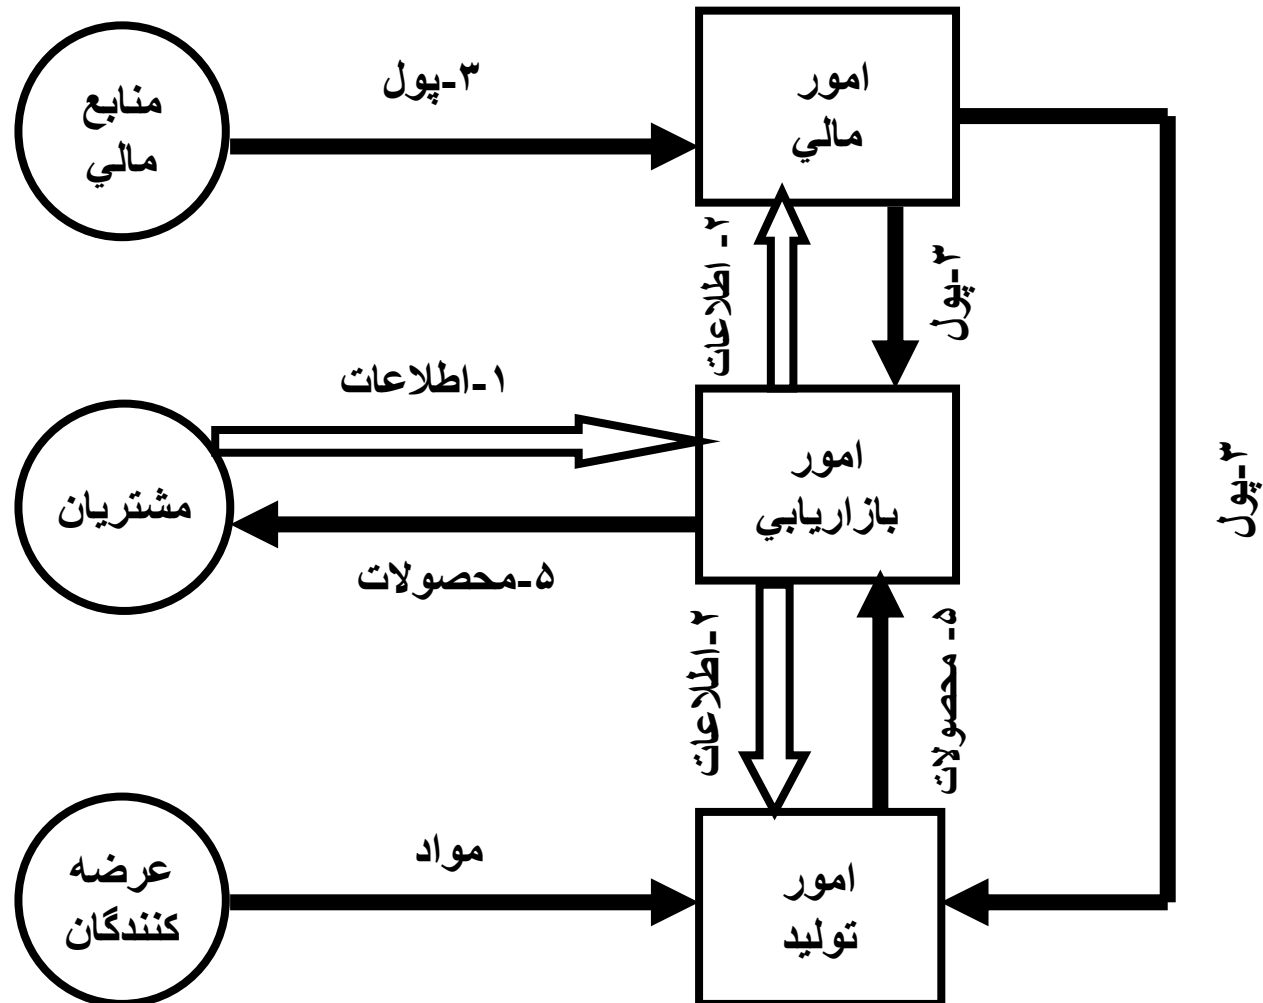 منابع
مالي
۳-پول
امور
مالي
۲- اطلاعات
۳-پول
۱-اطلاعات
مشتريان
امور
بازاريابي
۳-پول
۵-محصولات
۲-اطلاعات
۵- محصولات
عرضه
كنندگان
مواد
امور
توليد